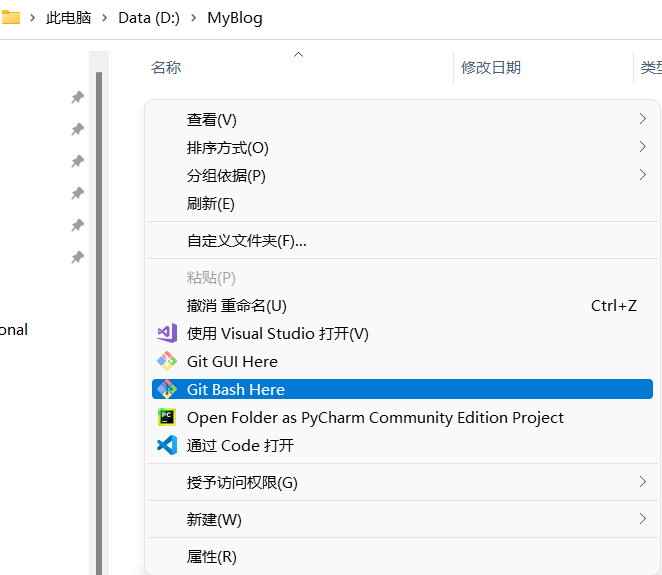 此电脑 > Data (D:) > MyBlog
名称 修改日期 类型
查看(V)
排序方式(O)
分组依据(P)
刷新(E)
自定义文件夹(F)...
粘贴(P)
撤消 重命名(U) Ctrl+Z
使用 Visual Studio 打开(V)
onal
Git GUI Here
Git Bash Here
Open Folder as PyCharm Community Edition Project
通过 Code 打开
授予访问权限(G)
新建(W)
属性(R)